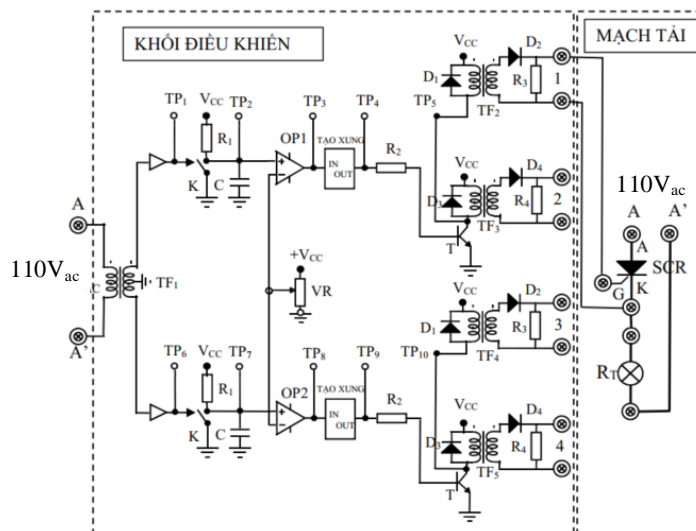 KHỐI ĐIỀU KHIỂN
MẠCH TẢI
TP1
VCC
TP2
TP3
TP4
R1
OP1
TẠO XUNG
IN
OUT
R2
K
C
VCC
D1
D2
R3
1
TP5
TF2
VCC
D3
D4
R4
2
TF3
T
A
110Vac
A'
TF1
+VCC
VR
110Vac
A
A'
A
SCR
G
K
RT
TP6
VCC
TP7
TP8
TP9
R1
OP2
TẠO XUNG
IN
OUT
R2
K
C
VCC
D1
D2
R3
3
TP10
TF4
VCC
D3
D4
R4
4
TF5
T